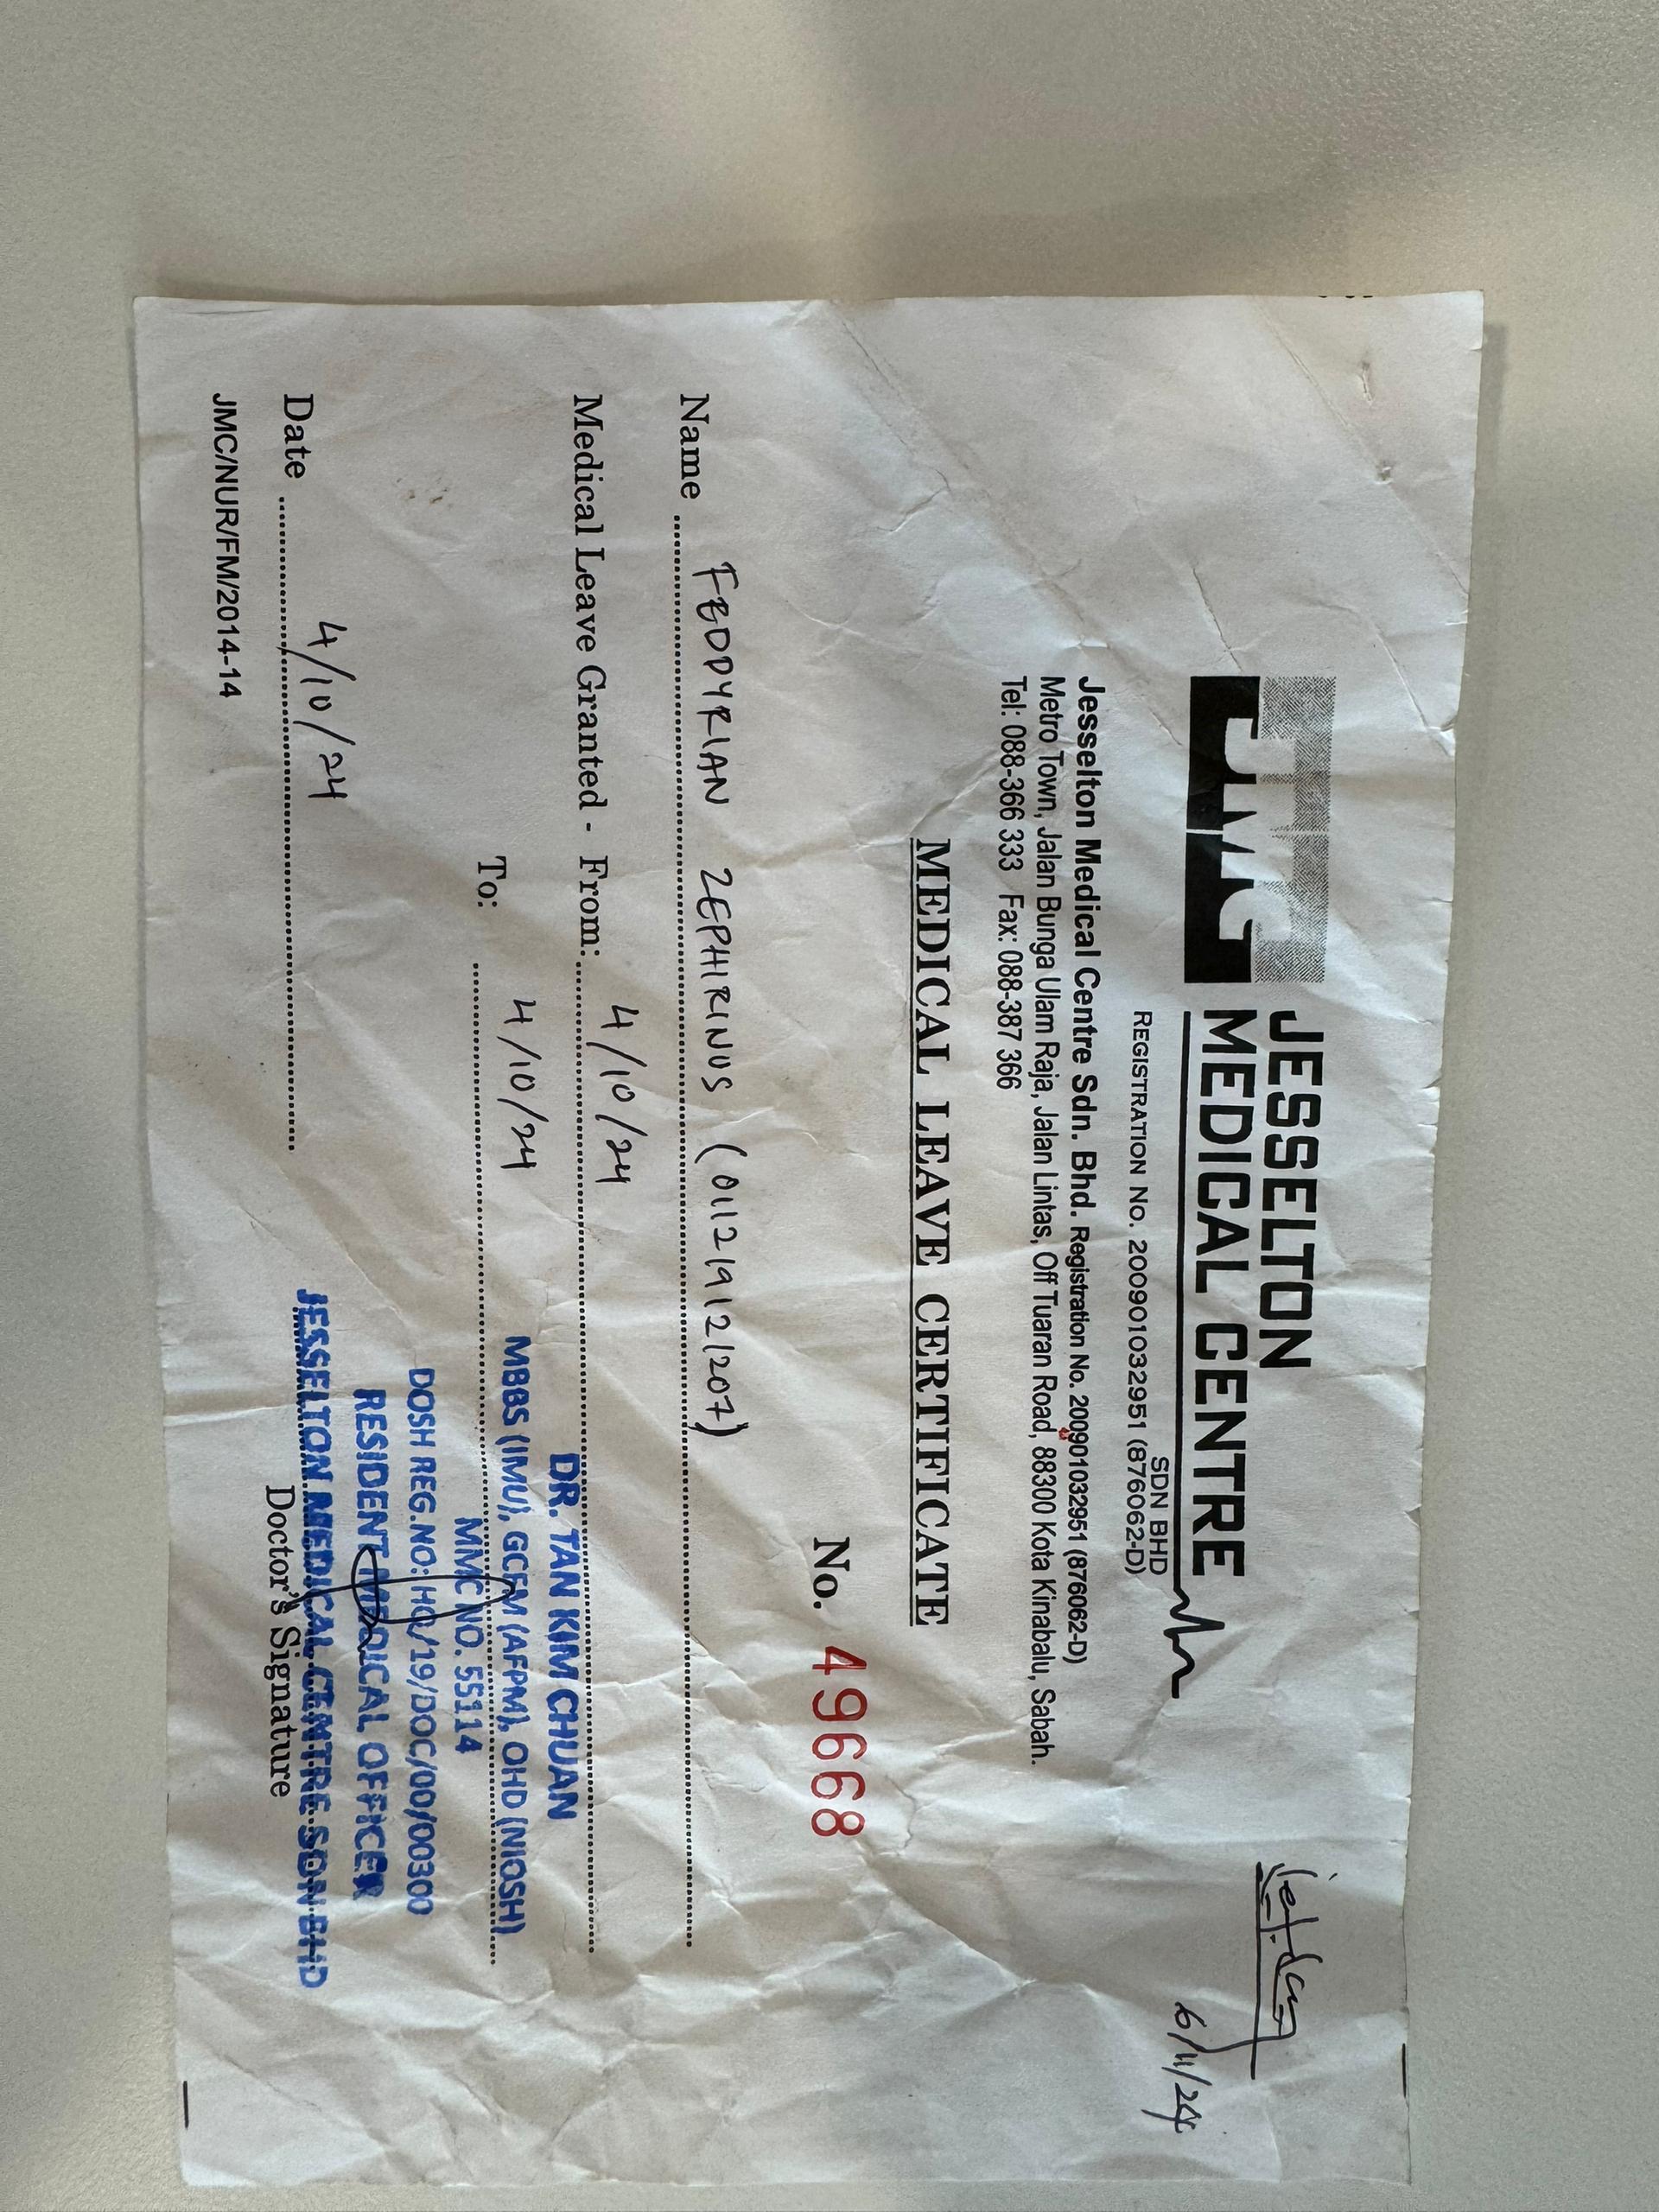 JMC
JESSELTON
MEDICAL CENTRE
SDN BHD
REGISTRATION NO. 200901032951 (876062-D)
6/11/24
Jesselton Medical Centre Sdn. Bhd. Registration No. 200901032951 (876062-D)
Metro Town, Jalan Bunga Ulam Raja, Jalan Lintas, Off Tuaran Road, 88300 Kota Kinabalu, Sabah.
Tel: 088-366 333 Fax: 088-387 366
MEDICAL LEAVE CERTIFICATE
No. 49668
Name FEDDYRIAN ZEPHIRINUS (011219121207)
Medical Leave Granted - From: 4/10/24
To: 4/10/24
DR. TAN KIM CHUAN
MBBS (IMU), GCFM (AFPM), OHD (NIOSH)
MMC NO. 55114
DOSH REG.NO: HQ/19/DOC/00/00300
RESIDENT MEDICAL OFFICER
JESSELTON MEDICAL CENTRE SDN BHD
Date 4/10/24
Doctor's Signature
JMC/NUR/FM/2014-14